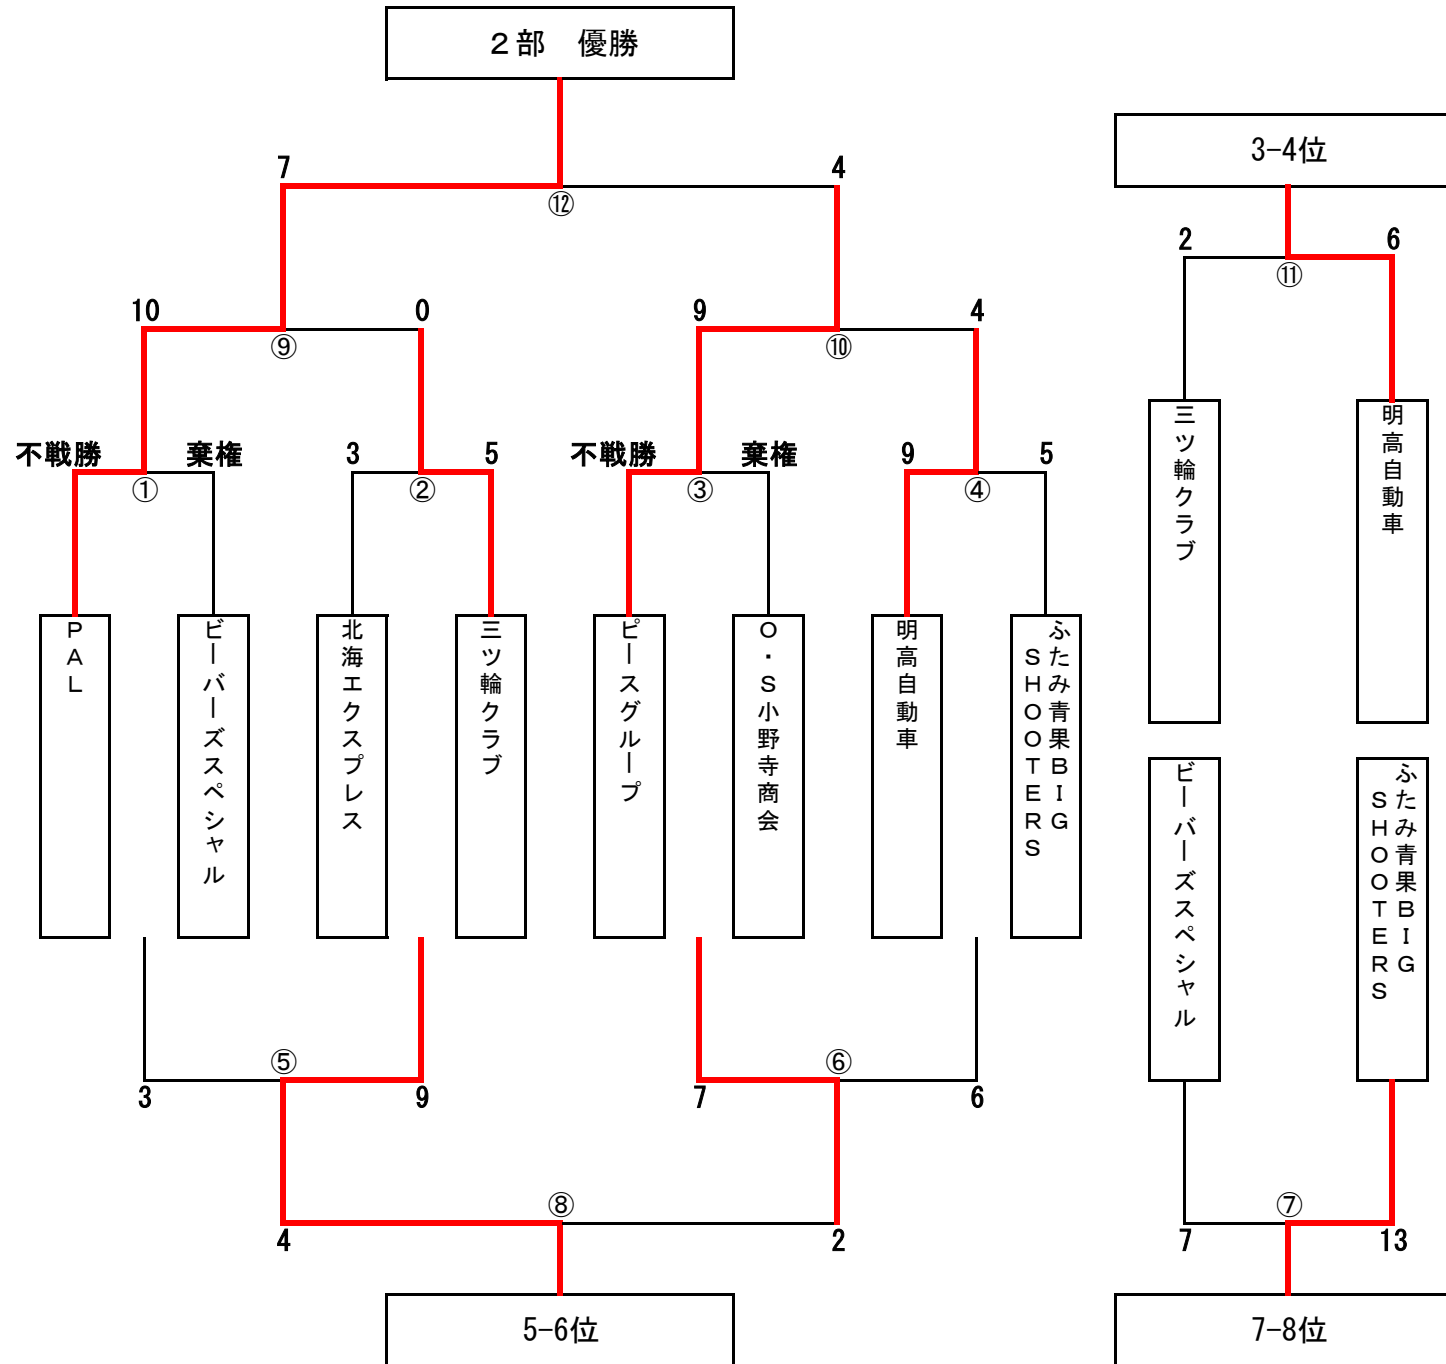 ２部　優勝
3-4位
7
4
⑫
2
6
⑪
10
0
9
4
⑨
⑩
不戦勝
棄権
3
5
不戦勝
棄権
9
5
①
②
③
④
三ツ輪クラブ
明高自動車
ＰＡＬ
ビーバーズスペシャル
北海エクスプレス
三ツ輪クラブ
ピースグループ
Ｏ・Ｓ小野寺商会
明高自動車
ふたみ青果ＢＩＧ
ＳＨＯＯＴＥＲＳ
ビーバーズスペシャル
ふたみ青果ＢＩＧ
ＳＨＯＯＴＥＲＳ
⑤
⑥
3
9
7
6
⑧
⑦
4
2
7
13
5-6位
7-8位